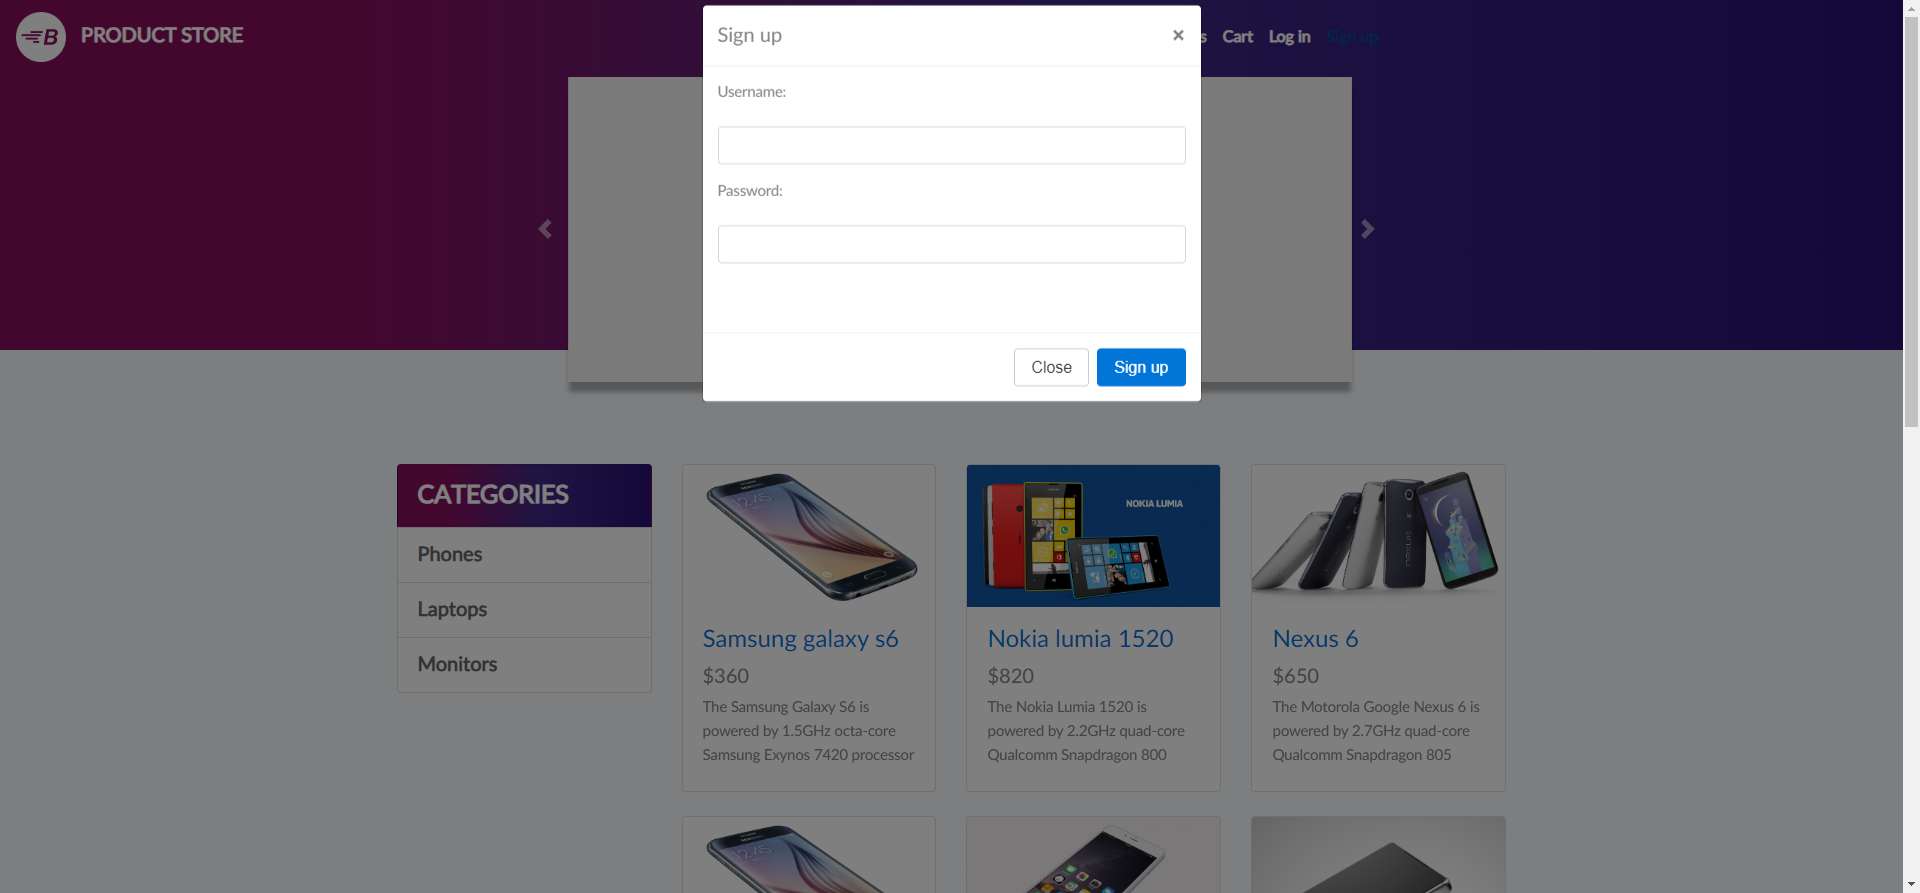 B PRODUCT STORE
s Cart Log in Sign up
Sign up ×
Username:
Password:
Close Sign up
CATEGORIES
Phones
Laptops
Monitors
NOKIA LUMIA
nexus
Samsung galaxy s6
$360
The Samsung Galaxy S6 is
powered by 1.5GHz octa-core
Samsung Exynos 7420 processor
Nokia lumia 1520
$820
The Nokia Lumia 1520 is
powered by 2.2GHz quad-core
Qualcomm Snapdragon 800
Nexus 6
$650
The Motorola Google Nexus 6 is
powered by 2.7GHz quad-core
Qualcomm Snapdragon 805